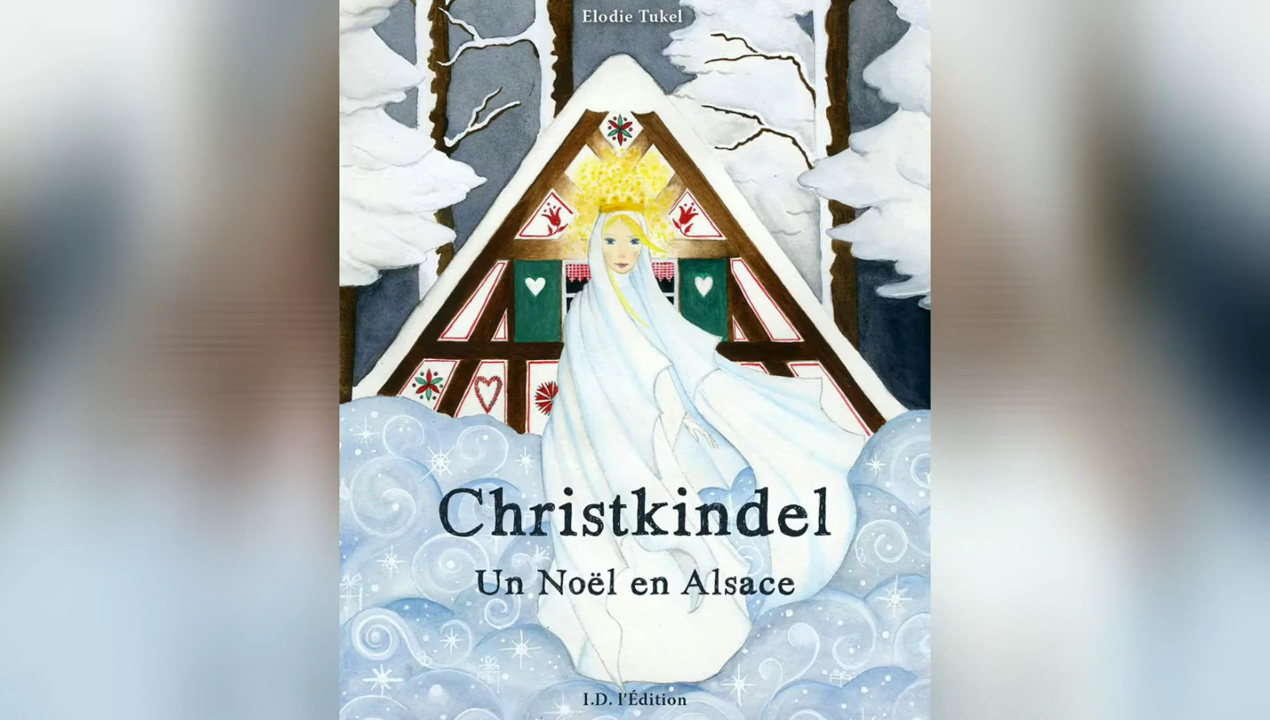 Elodie Tukel
Christkindel
Un Noël en Alsace
I.D. l'Édition